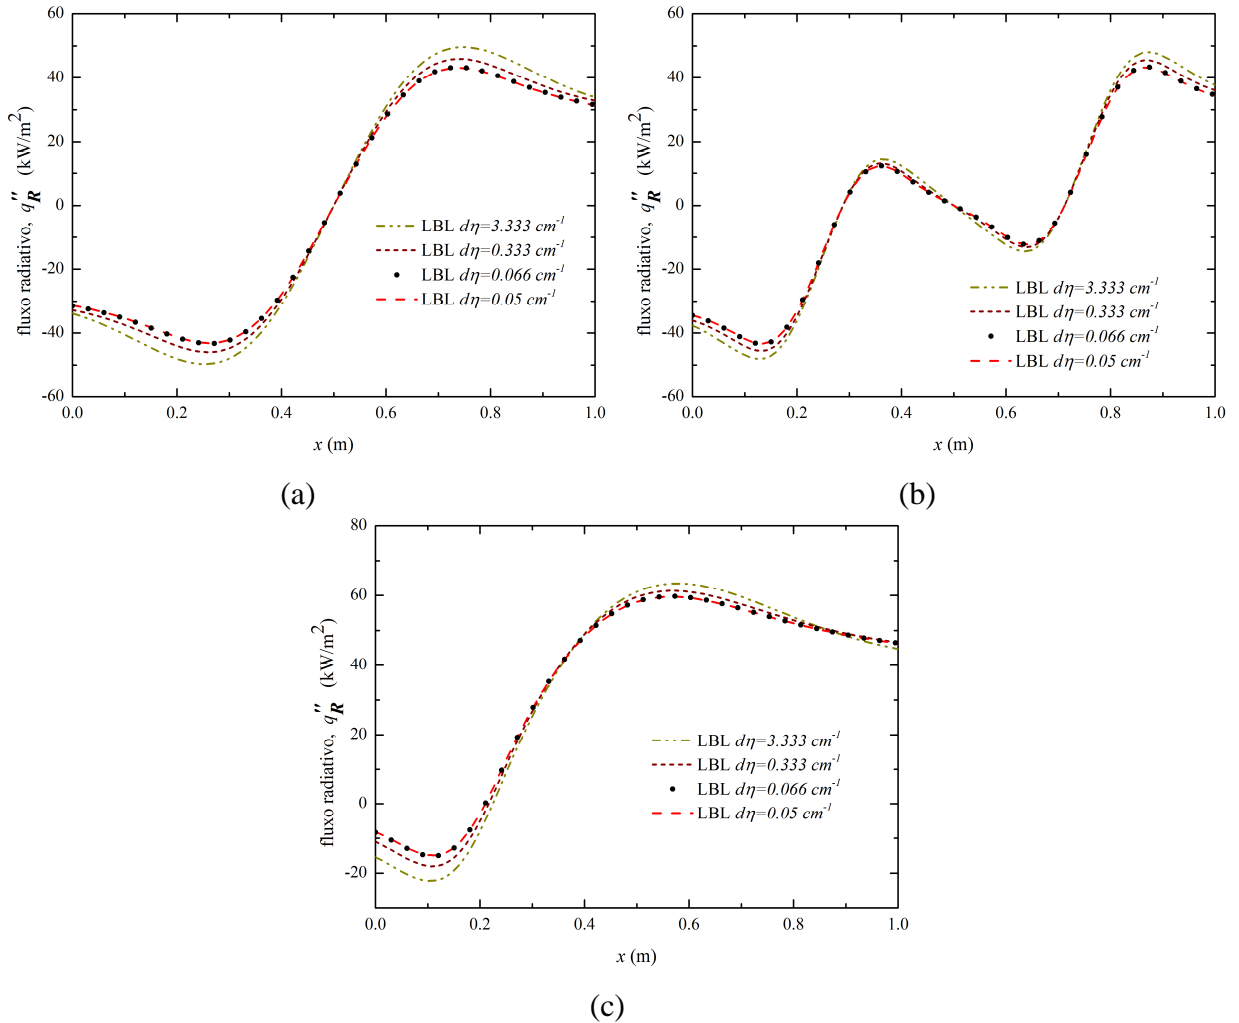 60
40
20
0
-20
-40
-60
0.0 0.2 0.4 0.6 0.8 1.0
fluxo radiativo, q''R (kW/m²)
x (m)
LBL dη=3.333 cm⁻¹
LBL dη=0.333 cm⁻¹
LBL dη=0.066 cm⁻¹
LBL dη=0.05 cm⁻¹
(a)
60
40
20
0
-20
-40
-60
0.0 0.2 0.4 0.6 0.8 1.0
fluxo radiativo, q''R (kW/m²)
x (m)
LBL dη=3.333 cm⁻¹
LBL dη=0.333 cm⁻¹
LBL dη=0.066 cm⁻¹
LBL dη=0.05 cm⁻¹
(b)
80
60
40
20
0
-20
0.0 0.2 0.4 0.6 0.8 1.0
fluxo radiativo, q''R (kW/m²)
x (m)
LBL dη=3.333 cm⁻¹
LBL dη=0.333 cm⁻¹
LBL dη=0.066 cm⁻¹
LBL dη=0.05 cm⁻¹
(c)